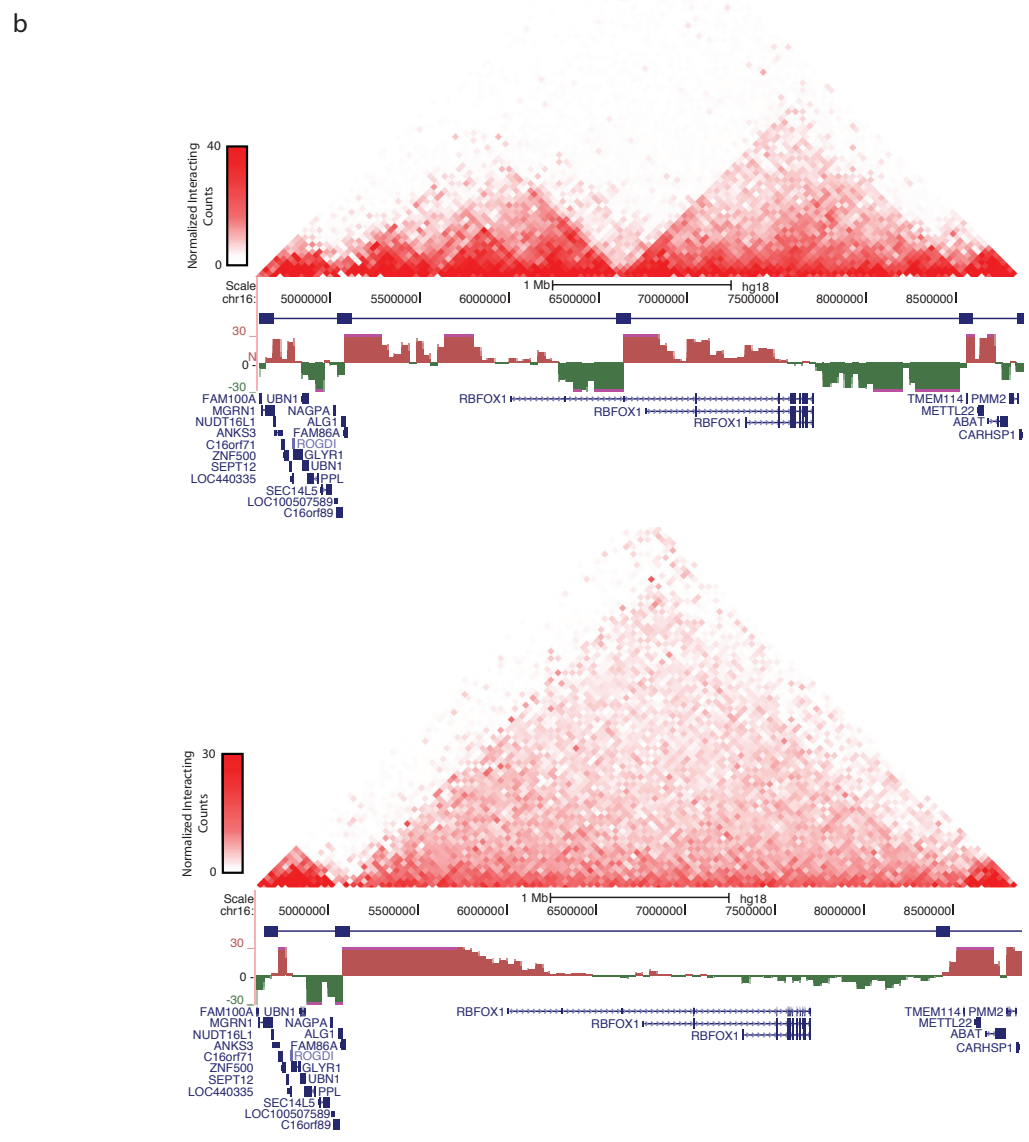 b
Normalized Interacting
Counts
40
0
Scale
1 Mb
hg18
chr16:
5000000
5500000
6000000
6500000
7000000
7500000
8000000
8500000
30
N
0
-30
FAM100A UBN1 RBFOX1 TMEM114 PMM2
MGRN1 NAGPA RBFOX1 METTL22
NUDT16L1 ALG1 RBFOX1 ABAT
ANKS3 FAM86A CARHSP1
C16orf71 ROGDI
ZNF500 GLYR1
SEPT12 UBN1
LOC440335 PPL
SEC14L5
LOC100507589
C16orf89
Normalized Interacting
Counts
30
0
Scale
1 Mb
hg18
chr16:
5000000
5500000
6000000
6500000
7000000
7500000
8000000
8500000
30
0
-30
FAM100A UBN1 RBFOX1 TMEM114 PMM2
MGRN1 NAGPA RBFOX1 METTL22
NUDT16L1 ALG1 RBFOX1 ABAT
ANKS3 FAM86A CARHSP1
C16orf71 ROGDI
ZNF500 GLYR1
SEPT12 UBN1
LOC440335 PPL
SEC14L5
LOC100507589
C16orf89